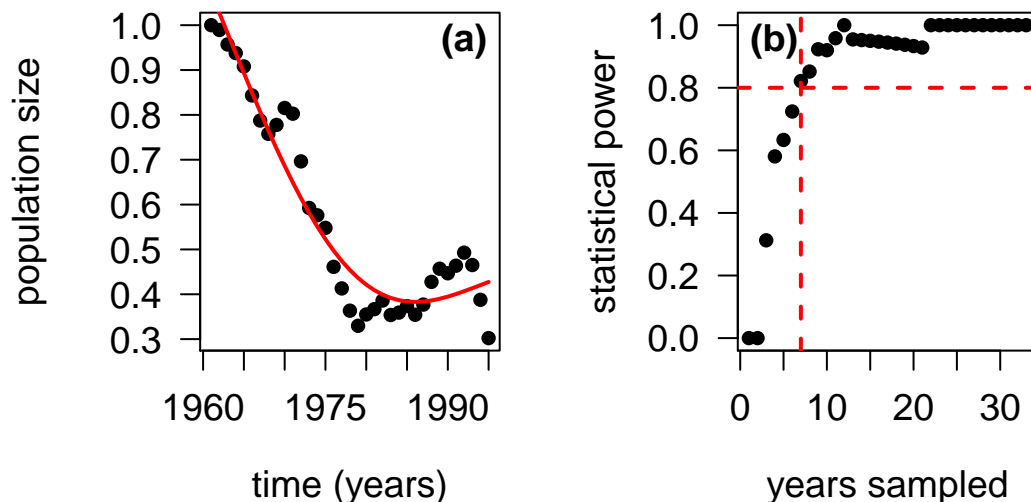 (a)
population size
1.0
0.9
0.8
0.7
0.6
0.5
0.4
0.3
1960 1975 1990
time (years)
(b)
statistical power
1.0
0.8
0.6
0.4
0.2
0.0
0 10 20 30
years sampled